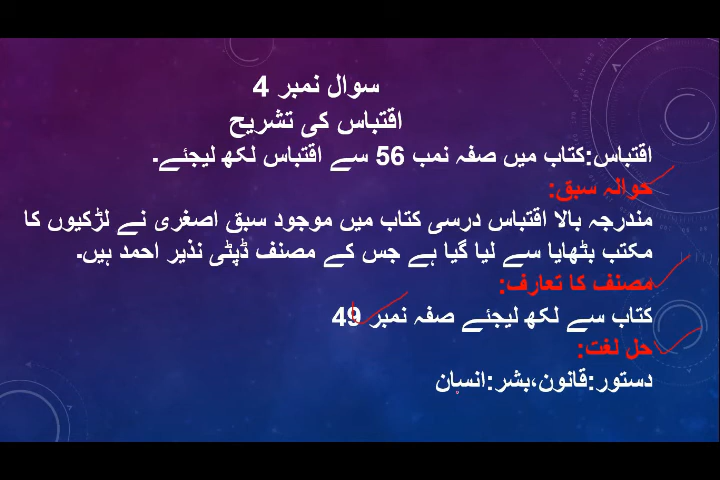 سوال نمبر 4
اقتباس کی تشریح
اقتباس:کتاب میں صفہ نمب 56 سے اقتباس لکھ لیجئے۔
حوالہ سبق:
مندرجہ بالا اقتباس درسی کتاب میں موجود سبق اصغری نے لڑکیوں کا
مکتب بٹھایا سے لیا گیا ہے جس کے مصنف ڈپٹی نذیر احمد ہیں۔
مصنف کا تعارف:
کتاب سے لکھ لیجئے صفہ نمبر 49
حل لغت:
دستور:قانون،بشر:انسان